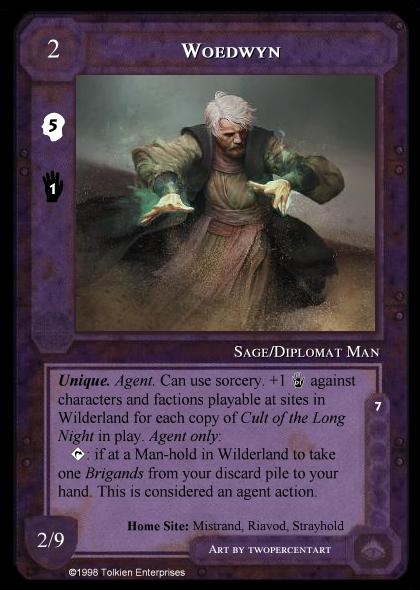 2
WOEDWYN
5
1
SAGE/DIPLOMAT MAN
Unique. Agent. Can use sorcery. +1 against
characters and factions playable at sites in
Wilderland for each copy of Cult of the Long
Night in play. Agent only:
: if at a Man-hold in Wilderland to take
one Brigands from your discard pile to your
hand. This is considered an agent action.
7
Home Site: Mistrand, Riavod, Strayhold
2/9
ART BY TWOPERCENTART
©1998 Tolkien Enterprises